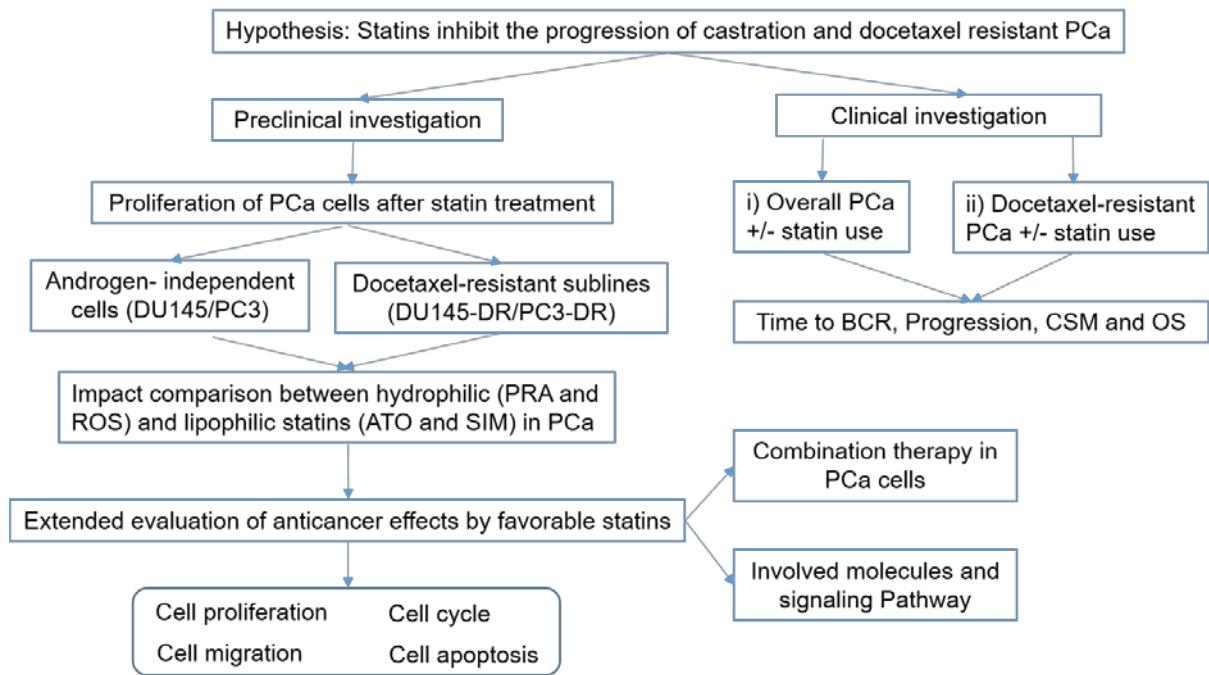 Hypothesis: Statins inhibit the progression of castration and docetaxel resistant PCa
Preclinical investigation
Clinical investigation
Proliferation of PCa cells after statin treatment
i) Overall PCa
+/- statin use
ii) Docetaxel-resistant
PCa +/- statin use
Androgen- independent
cells (DU145/PC3)
Docetaxel-resistant sublines
(DU145-DR/PC3-DR)
Time to BCR, Progression, CSM and OS
Impact comparison between hydrophilic (PRA and
ROS) and lipophilic statins (ATO and SIM) in PCa
Combination therapy in
PCa cells
Extended evaluation of anticancer effects by favorable statins
Involved molecules and
signaling Pathway
Cell proliferation Cell cycle
Cell migration Cell apoptosis